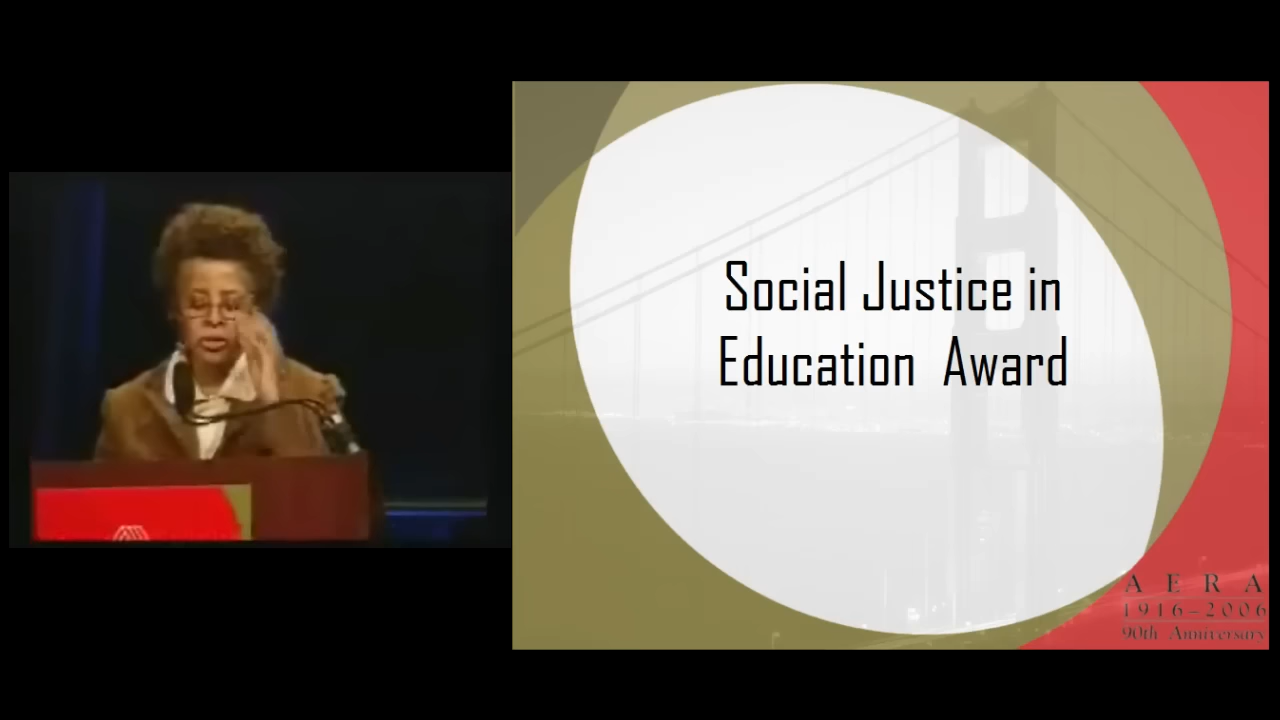 Social Justice in
Education Award
A E R A
1916–2006
90th Anniversary